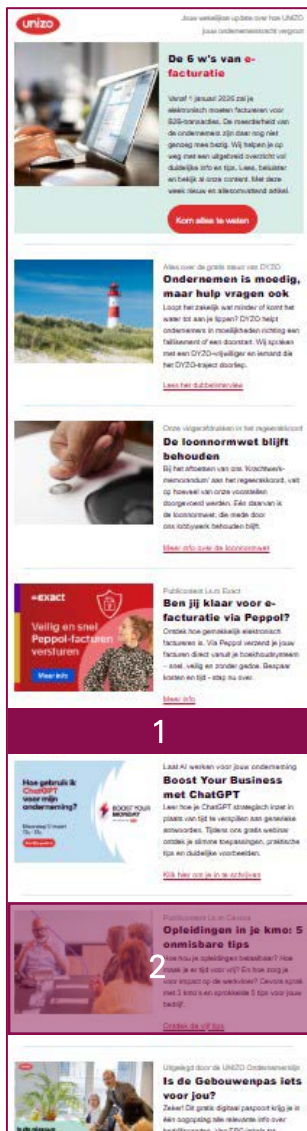 unizo
Jouw wekelijkse update over hoe UNIZO
jouw ondernemerskracht vergroot
De 6 w's van e-
facturatie
Vanaf 1 januari 2026 zal je
elektronisch moeten factureren voor
B2B-transacties. De meerderheid van
de ondernemers zijn daar nog niet
genoeg mee bezig. Wij helpen je op
weg met een uitgebreid overzicht vol
duidelijke info en tips. Lees, beluister
en bekijk al onze content. Met deze
week nieuw en allesomvattend artikel.
Kom alles te weten
Alles over de gratis steun van DYZO
Ondernemen is moedig,
maar hulp vragen ook
Loopt het zakelijk wat minder of komt het
water tot aan je lippen? DYZO helpt
ondernemers in moeilijkheden richting een
faillissement of een doorstart. Wij spraken
met een DYZO-vrijwilliger en iemand die
het DYZO-traject doorliep.
Lees het dubbelinterview
Onze vingerafdrukken in het regeerakkoord
De loonnormwet blijft
behouden
Bij het aftoetsen van ons 'Krachtwerk-
memorandum' aan het regeerakkoord, valt
op hoeveel van onze voorstellen
doorgevoerd werden. Eén daarvan is
de loonnormwet, die mede door
ons lobbywerk behouden blijft.
Meer info over de loonnormwet
Publicontent i.s.m Exact
=exact
Veilig en snel
Peppol-facturen
versturen
Meer info
Ben jij klaar voor e-
facturatie via Peppol?
Ontdek hoe gemakkelijk elektronisch
factureren is. Via Peppol verzend je jouw
facturen direct vanuit je boekhoudsysteem
– snel, veilig en zonder gedoe. Bespaar
kosten en tijd - stap nu over.
Meer info
1
Laat AI werken voor jouw onderneming
Hoe gebruik ik
ChatGPT
voor mijn
onderneming?
BOOST YOUR
MONDAY
Boost Your Business
met ChatGPT
Leer hoe je ChatGPT strategisch inzet in
plaats van tijd te verspillen aan generieke
antwoorden. Tijdens ons gratis webinar
ontdek je slimme toepassingen, praktische
tips en duidelijke voorbeelden.
Klik hier om je in te schrijven
Publicontent i.s.m Cevora
Opleidingen in je kmo: 5
onmisbare tips
2
Hoe hou je opleidingen betaalbaar? Hoe
maak je er tijd voor vrij? En hoe zorg je
voor impact op de werkvloer? Cevora sprak
met 3 kmo's en sprokkelde 5 tips voor jouw
bedrijf.
Ontdek de vijf tips
Uitgelegd door de UNIZO Ondernemerslijn
unizo
Is de Gebouwenpas iets
voor jou?
Zeker! Dit gratis digitaal paspoort krijg je in
één oogopslag alle relevante info over